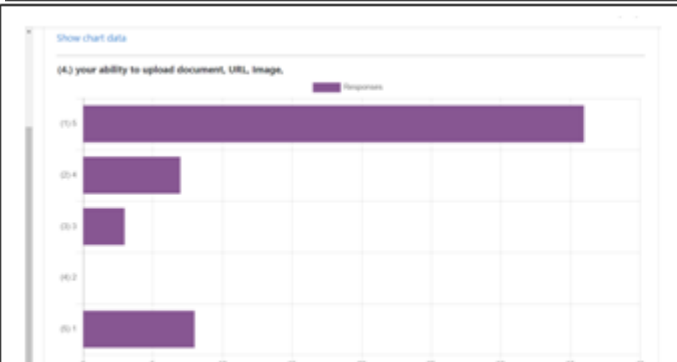 Show chart data
(4.) your ability to upload document, URL, Image,
Responses
(1) 5
(2) 4
(3) 3
(4) 2
(5) 1